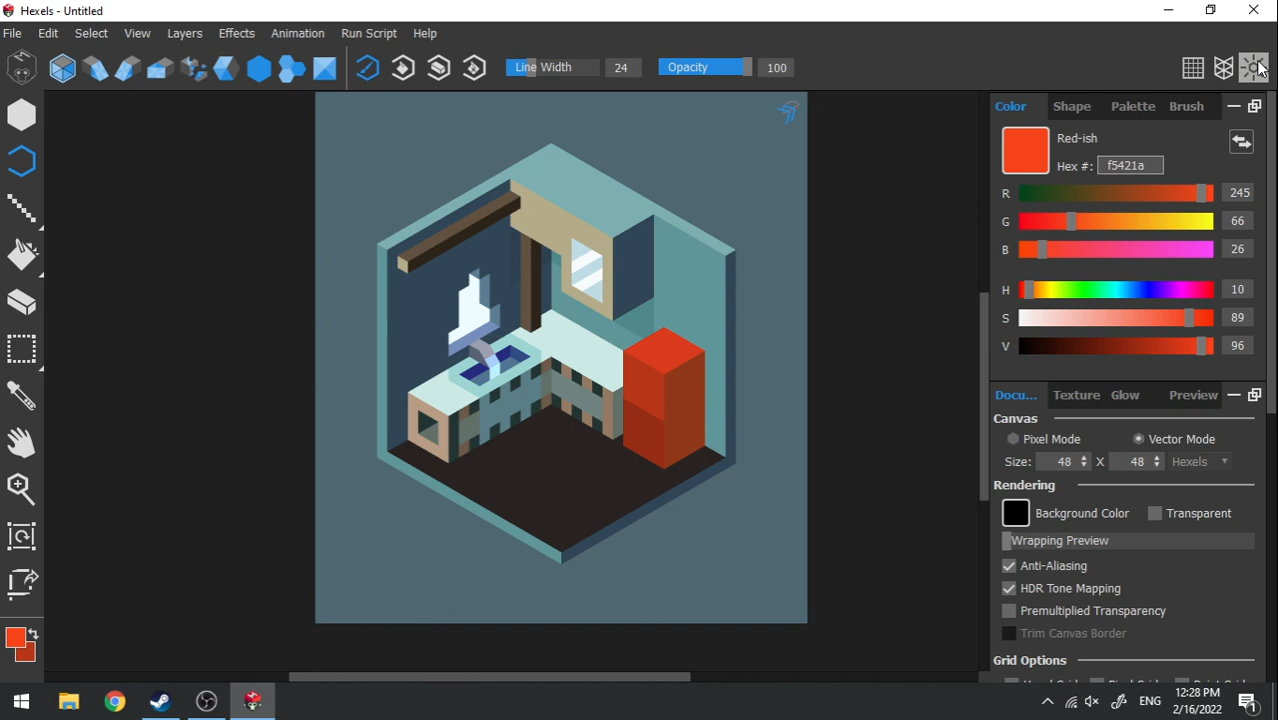 Hexels - Untitled
File Edit Select View Layers Effects Animation Run Script Help
Line Width 24 Opacity 100
Color Shape Palette Brush
Red-ish
Hex #: f5421a
R 245
G 66
B 26
H 10
S 89
V 96
Docu... Texture Glow Preview
Canvas
Pixel Mode Vector Mode
Size: 48 X 48 Hexels
Rendering
Background Color Transparent
Wrapping Preview
Anti-Aliasing
HDR Tone Mapping
Premultiplied Transparency
Trim Canvas Border
Grid Options
ENG 12:28 PM
2/16/2022
1